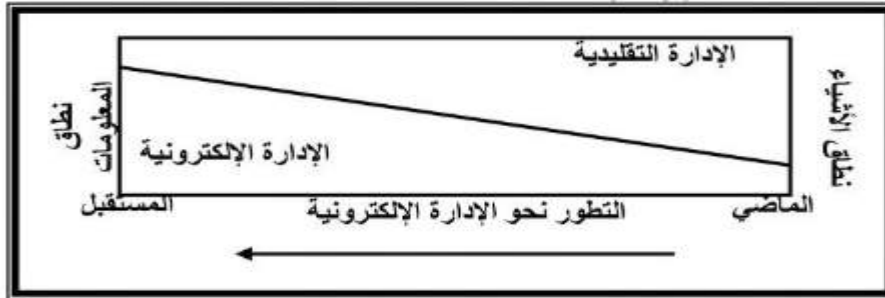 الإدارة التقليدية
نطاق الأشياء
نطاق
المعلومات
الإدارة الإلكترونية
الماضي
التطور نحو الإدارة الإلكترونية
المستقبل